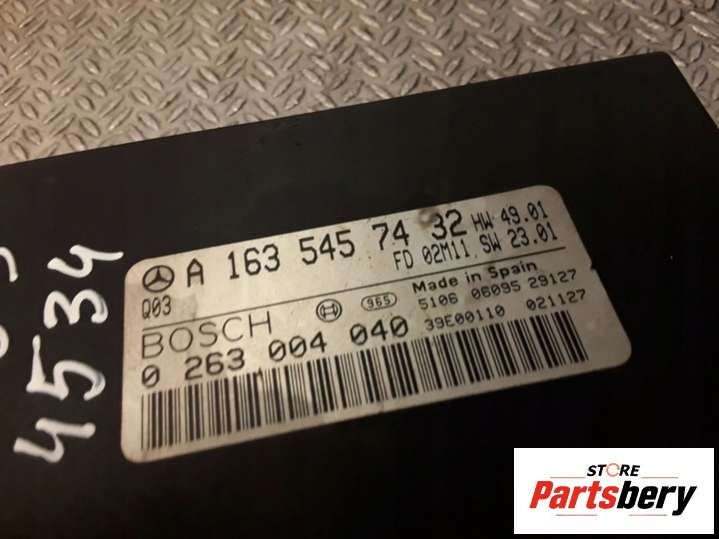 A 163 545 74 32 HW 49.01
FD 02M11 SW 23.01
Q03
BOSCH 965 Made in Spain
5106 06095 29127
0 263 004 040 39E00110 021127
4534
STORE
Partsbery